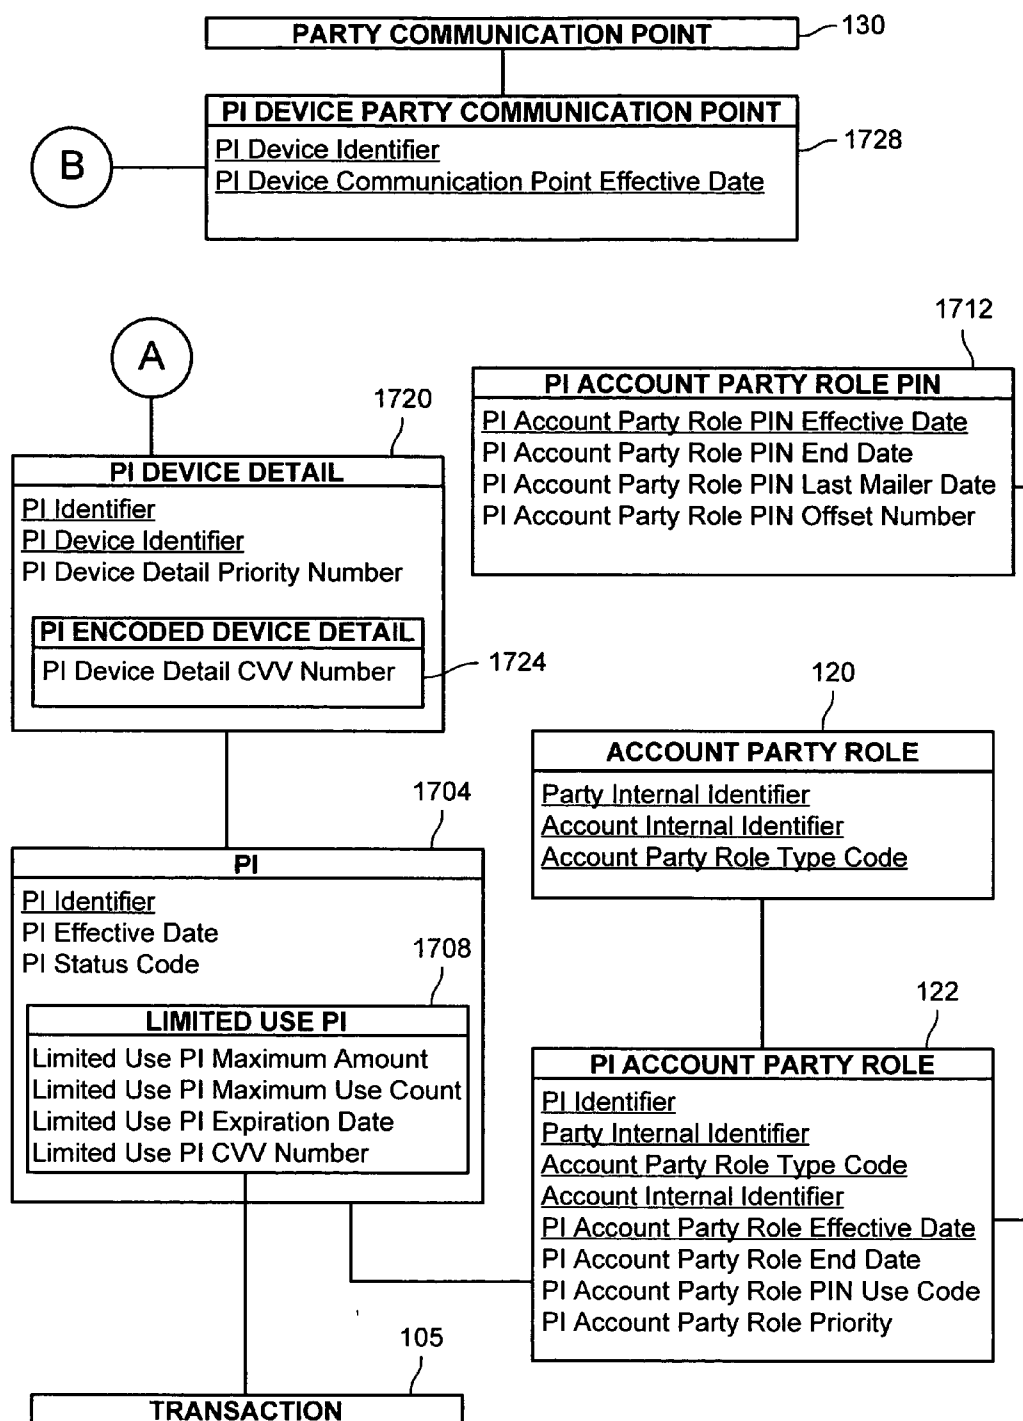 PARTY COMMUNICATION POINT
130
PI DEVICE PARTY COMMUNICATION POINT
PI Device Identifier
PI Device Communication Point Effective Date
1728
B
A
1712
PI ACCOUNT PARTY ROLE PIN
PI Account Party Role PIN Effective Date
PI Account Party Role PIN End Date
PI Account Party Role PIN Last Mailer Date
PI Account Party Role PIN Offset Number
1720
PI DEVICE DETAIL
PI Identifier
PI Device Identifier
PI Device Detail Priority Number
PI ENCODED DEVICE DETAIL
PI Device Detail CVV Number
1724
120
ACCOUNT PARTY ROLE
Party Internal Identifier
Account Internal Identifier
Account Party Role Type Code
1704
PI
PI Identifier
PI Effective Date
PI Status Code
1708
LIMITED USE PI
Limited Use PI Maximum Amount
Limited Use PI Maximum Use Count
Limited Use PI Expiration Date
Limited Use PI CVV Number
122
PI ACCOUNT PARTY ROLE
PI Identifier
Party Internal Identifier
Account Party Role Type Code
Account Internal Identifier
PI Account Party Role Effective Date
PI Account Party Role End Date
PI Account Party Role PIN Use Code
PI Account Party Role Priority
105
TRANSACTION